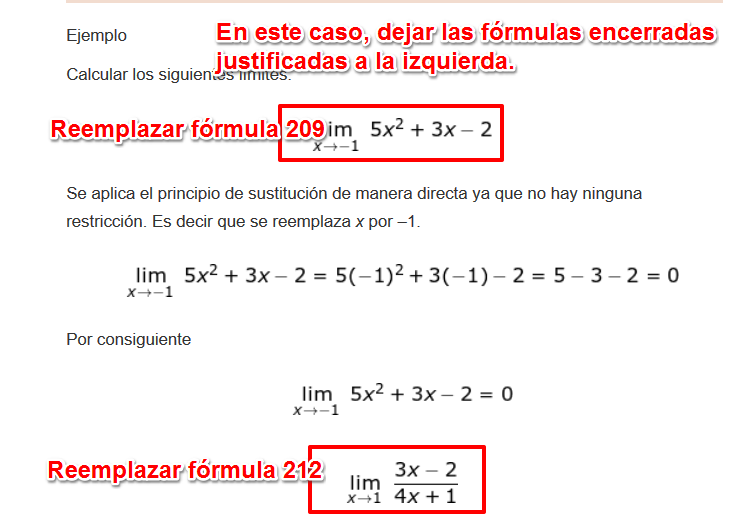 Ejemplo
En este caso, dejar las fórmulas encerradas
justificadas a la izquierda.
Calcular los siguientes límites:
Reemplazar fórmula 209
lim 5x² + 3x – 2
x→–1
Se aplica el principio de sustitución de manera directa ya que no hay ninguna
restricción. Es decir que se reemplaza x por –1.
lim 5x² + 3x – 2 = 5(–1)² + 3(–1) – 2 = 5 – 3 – 2 = 0
x→–1
Por consiguiente
lim 5x² + 3x – 2 = 0
x→–1
Reemplazar fórmula 212
3x – 2
lim
x→1 4x + 1